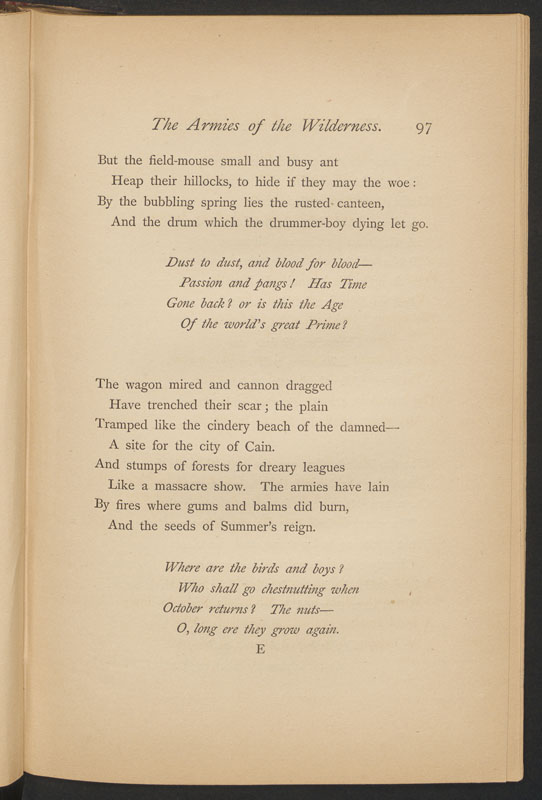 The Armies of the Wilderness. 97
But the field-mouse small and busy ant
Heap their hillocks, to hide if they may the woe:
By the bubbling spring lies the rusted canteen,
And the drum which the drummer-boy dying let go.
Dust to dust, and blood for blood—
Passion and pangs! Has Time
Gone back? or is this the Age
Of the world's great Prime?
The wagon mired and cannon dragged
Have trenched their scar; the plain
Tramped like the cindery beach of the damned—
A site for the city of Cain.
And stumps of forests for dreary leagues
Like a massacre show. The armies have lain
By fires where gums and balms did burn,
And the seeds of Summer's reign.
Where are the birds and boys?
Who shall go chestnutting when
October returns? The nuts—
O, long ere they grow again.
E